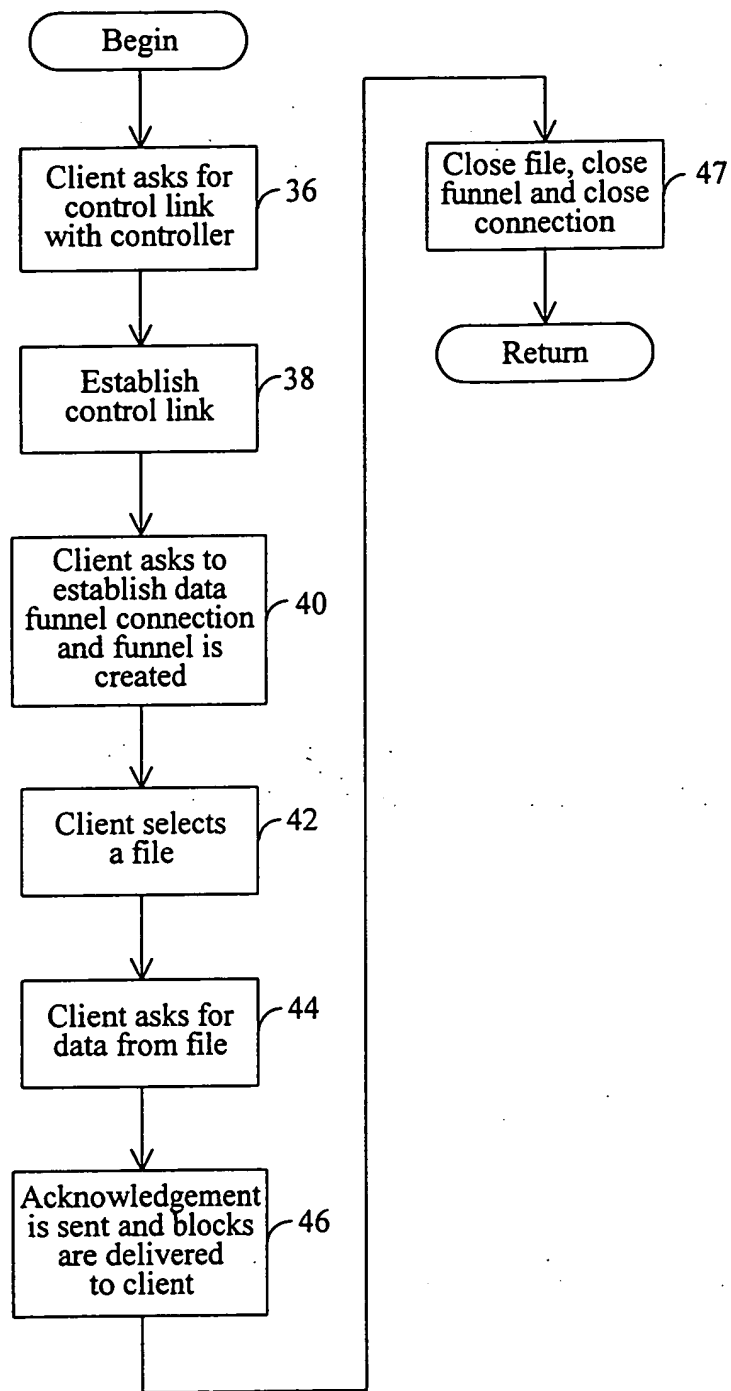 Begin
Client asks for
control link
with controller
36
Establish
control link
38
Client asks to
establish data
funnel connection
and funnel is
created
40
Client selects
a file
42
Client asks for
data from file
44
Acknowledgement
is sent and blocks
are delivered
to client
46
Close file, close
funnel and close
connection
47
Return